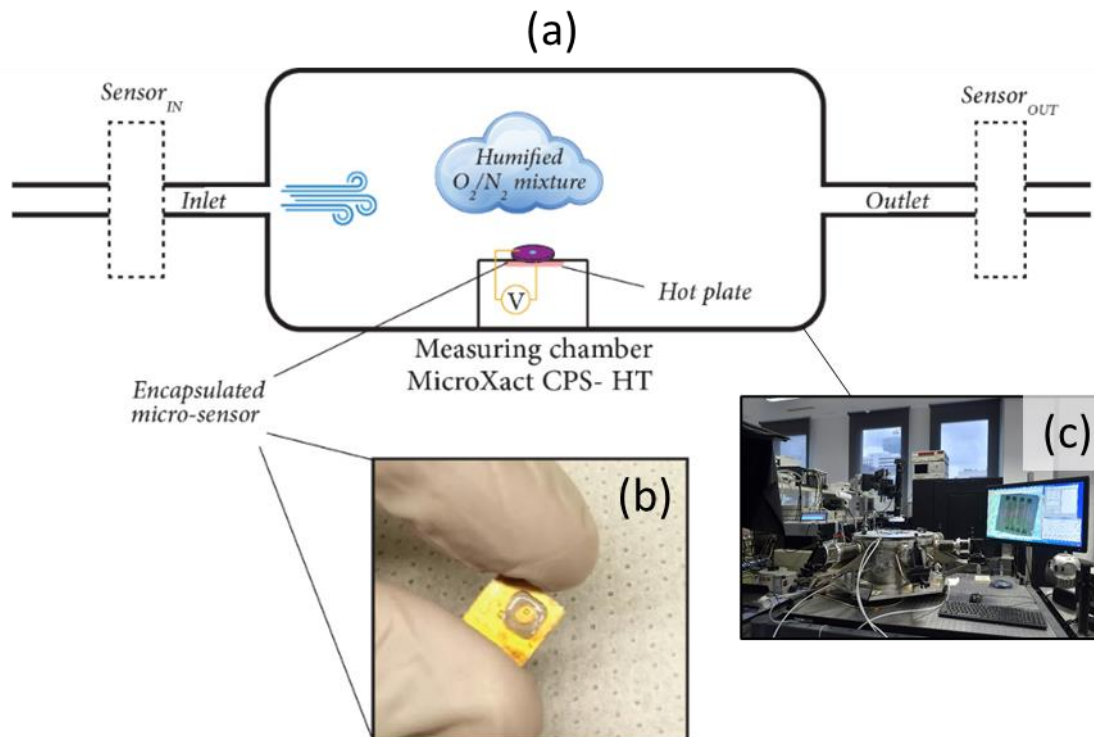 (a)
Sensor_IN
Sensor_OUT
Humified
O₂/N₂ mixture
Inlet
Outlet
V
Hot plate
Measuring chamber
MicroXact CPS- HT
Encapsulated
micro-sensor
(b)
(c)